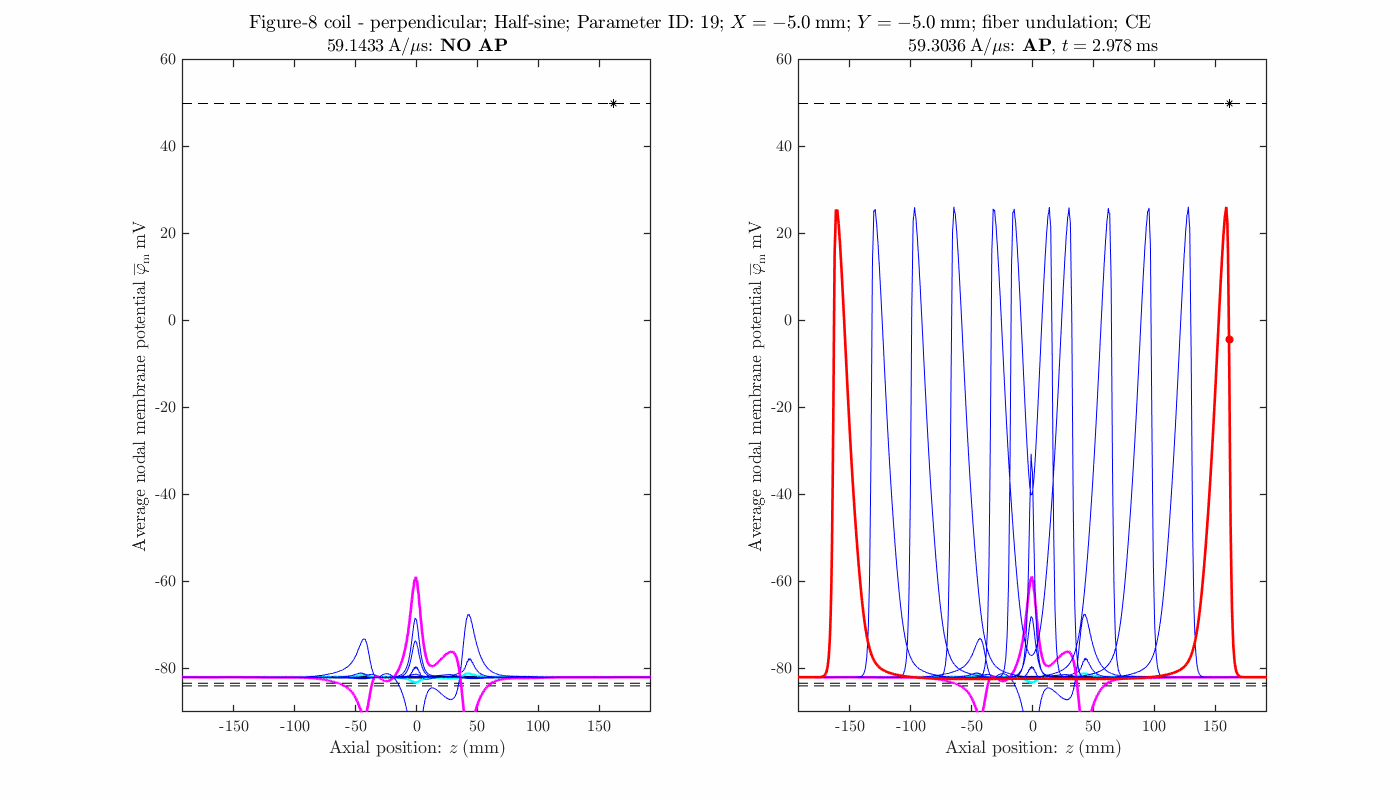 Figure-8 coil - perpendicular; Half-sine; Parameter ID: 19; X = −5.0 mm; Y = −5.0 mm; fiber undulation; CE
59.1433 A/μs: NO AP
60
40
20
0
-20
-40
-60
-80
-150 -100 -50 0 50 100 150
Axial position: z (mm)
Average nodal membrane potential φ̅m mV
59.3036 A/μs: AP, t = 2.978 ms
60
40
20
0
-20
-40
-60
-80
-150 -100 -50 0 50 100 150
Axial position: z (mm)
Average nodal membrane potential φ̅m mV